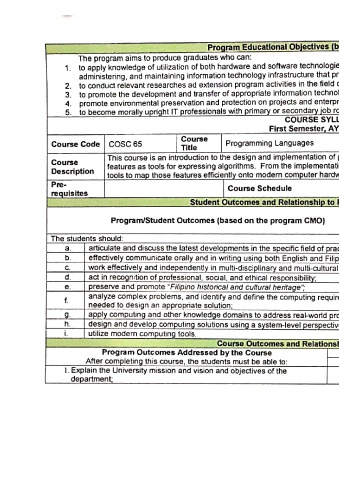 Program Educational Objectives (b
The program aims to produce graduates who can:
1. to apply knowledge of utilization of both hardware and software technologie
administering, and maintaining information technology infrastructure that pr
2. to conduct relevant researches ad extension program activities in the field o
3. to promote the development and transfer of appropriate information technol
4. promote environmental preservation and protection on projects and enterpr
5. to become morally upright IT professionals with primary or secondary job ro
COURSE SYLL
First Semester, AY
Course Code COSC 65 Course Title Programming Languages
Course Description This course is an introduction to the design and implementation of p
features as tools for expressing algorithms. From the implementati
tools to map those features efficiently onto modern computer hardw
Pre-requisites Course Schedule
Student Outcomes and Relationship to
Program/Student Outcomes (based on the program CMO)
The students should:
a. articulate and discuss the latest developments in the specific field of prac
b. effectively communicate orally and in writing using both English and Filip
c. work effectively and independently in multi-disciplinary and multi-cultural
d. act in recognition of professional, social, and ethical responsibility;
e. preserve and promote "Filipino historical and cultural heritage";
f. analyze complex problems, and identify and define the computing requir
needed to design an appropriate solution;
g. apply computing and other knowledge domains to address real-world pro
h. design and develop computing solutions using a system-level perspectiv
i. utilize modern computing tools.
Course Outcomes and Relations
Program Outcomes Addressed by the Course
After completing this course, the students must be able to:
I. Explain the University mission and vision and objectives of the
department;